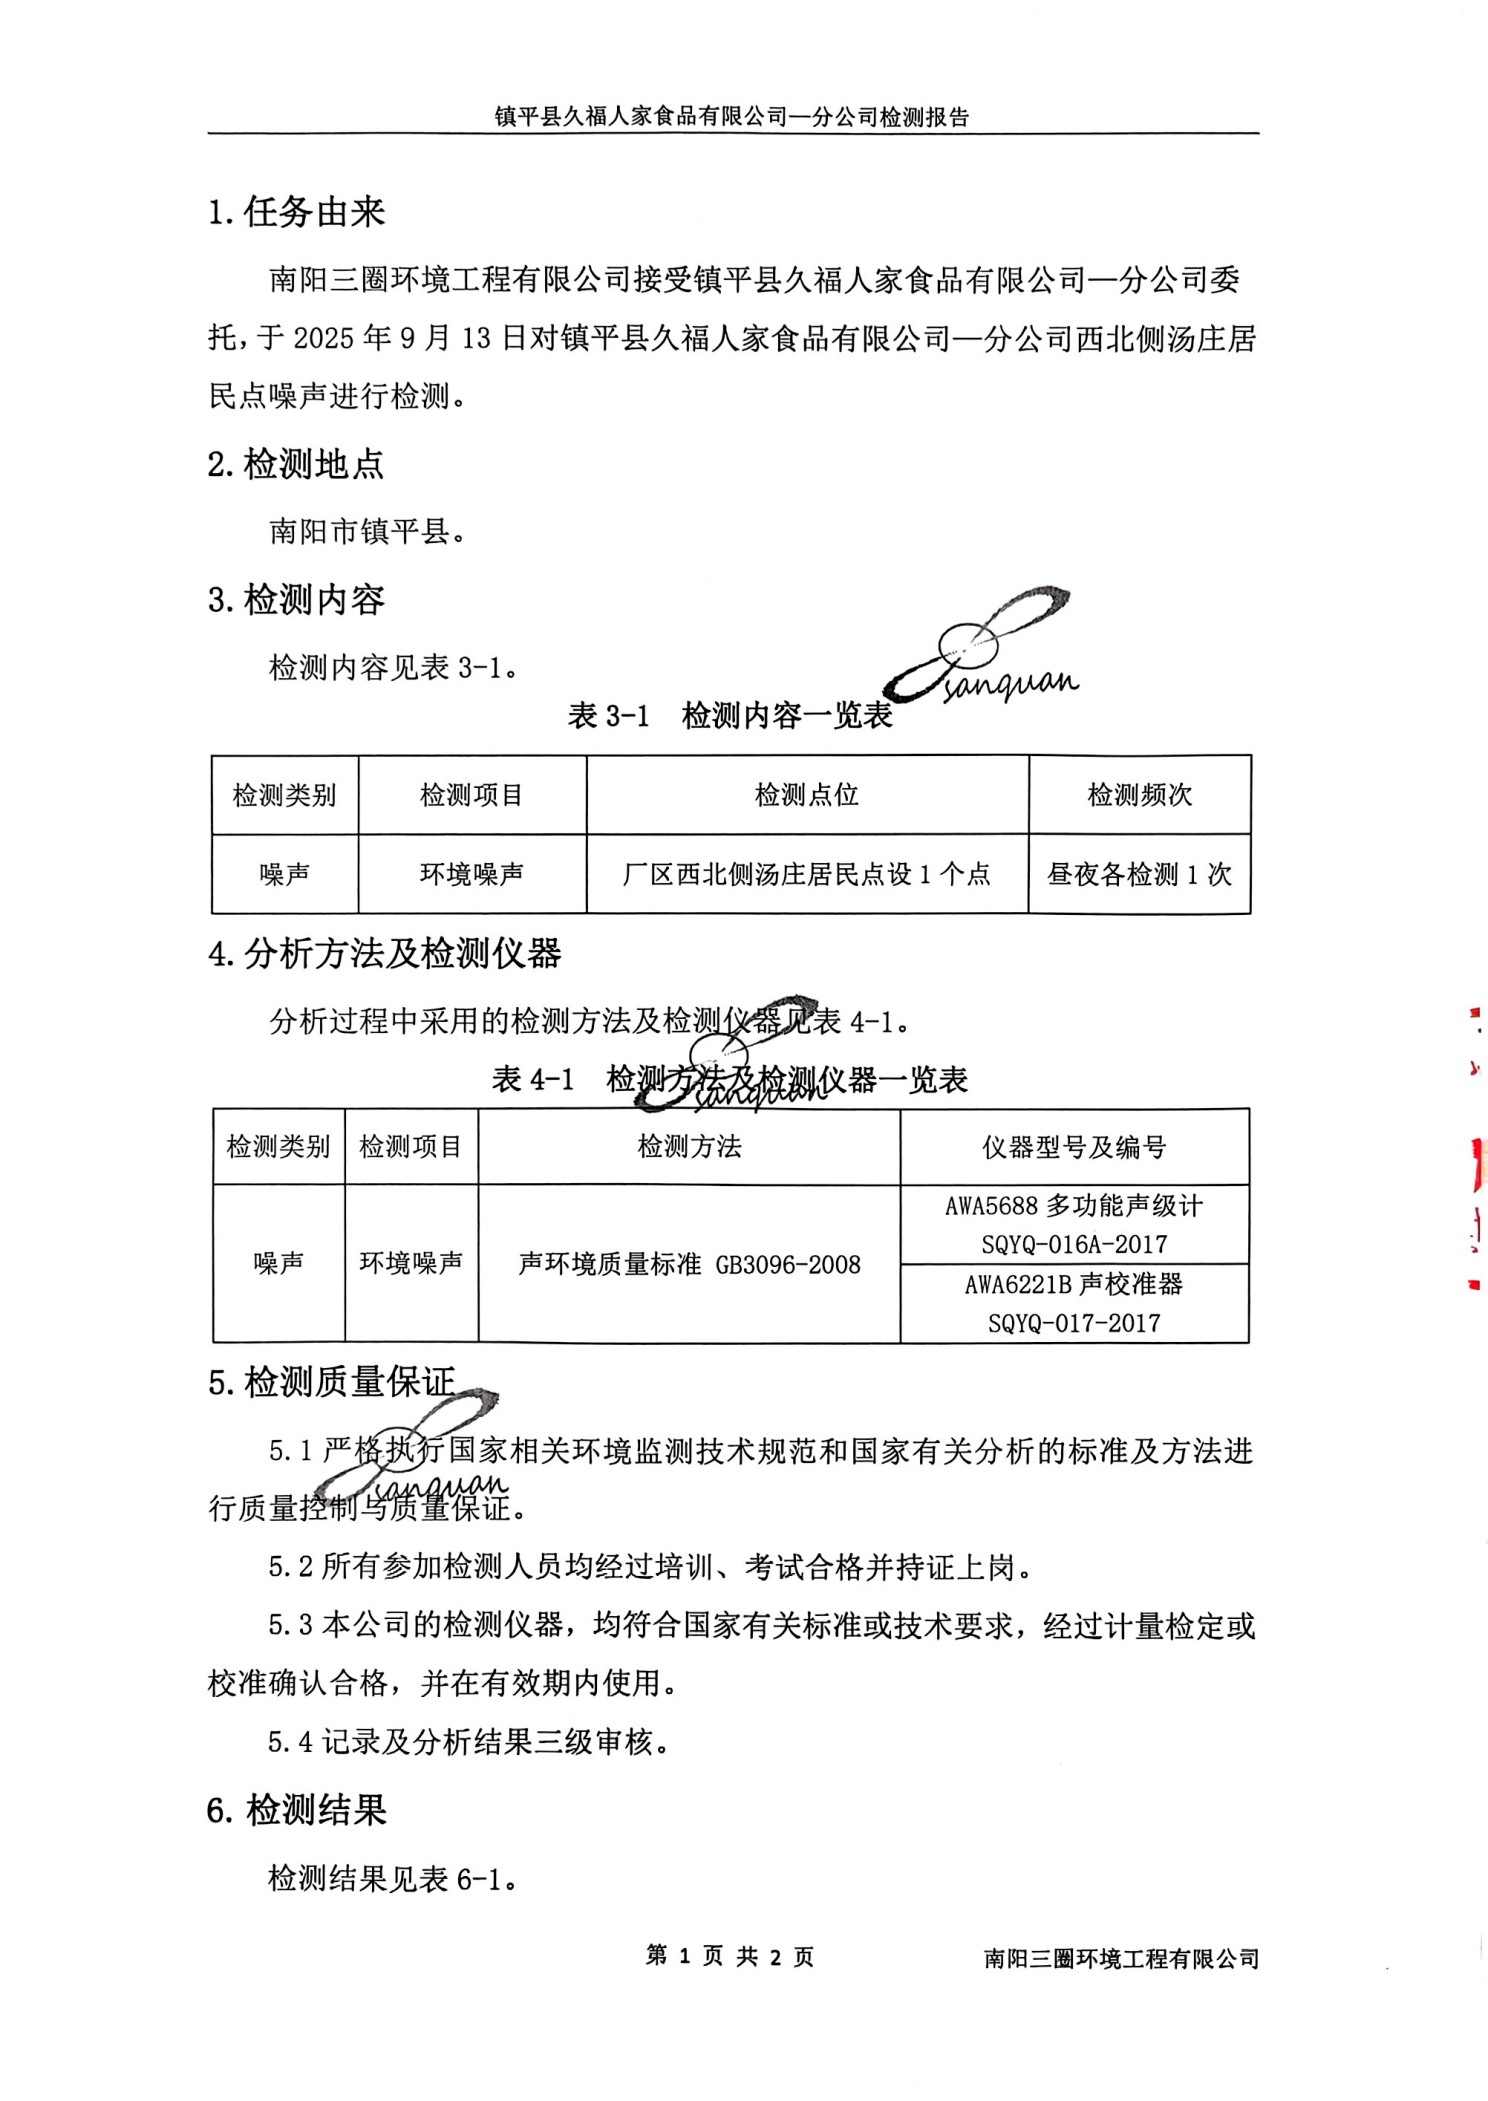 镇平县久福人家食品有限公司—分公司检测报告
1.任务由来
南阳三圈环境工程有限公司接受镇平县久福人家食品有限公司—分公司委
托,于 2025 年 9 月 13 日对镇平县久福人家食品有限公司—分公司西北侧汤庄居
民点噪声进行检测。
2.检测地点
南阳市镇平县。
3.检测内容
检测内容见表 3-1。
sanquan
表 3-1 检测内容一览表
检测类别 检测项目 检测点位 检测频次
噪声 环境噪声 厂区西北侧汤庄居民点设 1 个点 昼夜各检测 1 次
4.分析方法及检测仪器
分析过程中采用的检测方法及检测仪器见表 4-1。
表 4-1 检测方法及检测仪器一览表
sanquan
检测类别 检测项目 检测方法 仪器型号及编号
AWA5688 多功能声级计
SQYQ-016A-2017
噪声 环境噪声 声环境质量标准 GB3096-2008
AWA6221B 声校准器
SQYQ-017-2017
5.检测质量保证
5.1 严格执行国家相关环境监测技术规范和国家有关分析的标准及方法进
sanquan
行质量控制与质量保证。
5.2 所有参加检测人员均经过培训、考试合格并持证上岗。
5.3 本公司的检测仪器，均符合国家有关标准或技术要求，经过计量检定或
校准确认合格，并在有效期内使用。
5.4 记录及分析结果三级审核。
6.检测结果
检测结果见表 6-1。
第 1 页 共 2 页 南阳三圈环境工程有限公司